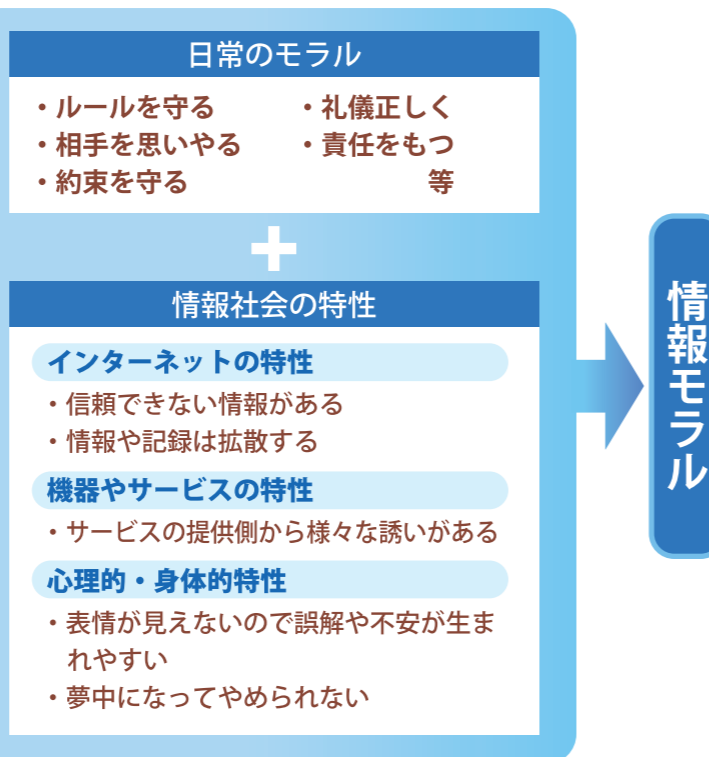 日常のモラル
・ルールを守る
・相手を思いやる
・約束を守る
・礼儀正しく
・責任をもつ
等
+
情報社会の特性
インターネットの特性
・信頼できない情報がある
・情報や記録は拡散する
機器やサービスの特性
・サービスの提供側から様々な誘いがある
心理的・身体的特性
・表情が見えないので誤解や不安が生ま
れやすい
・夢中になってやめられない
情報モラル